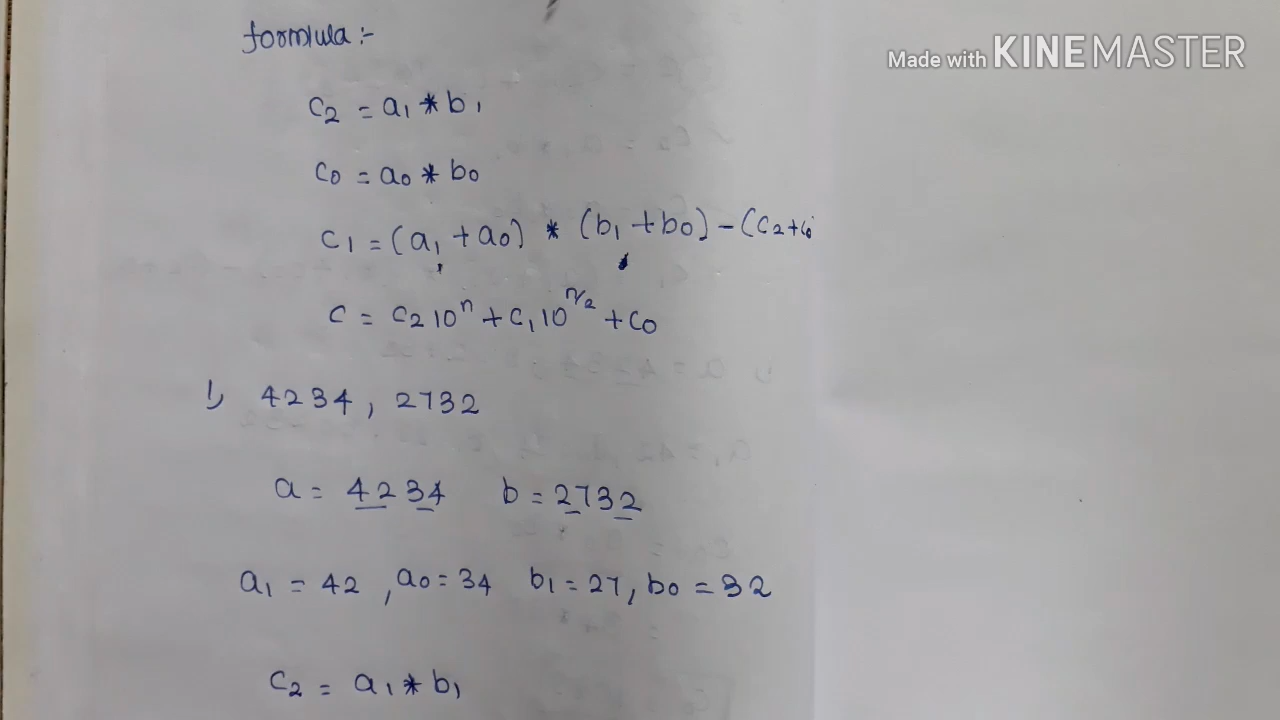 formula :-
Made with KINEMASTER
c2 = a1 * b1
c0 = a0 * b0
c1 = (a1 + a0) * (b1 + b0) - (c2 + c0
c = c2 10^n + c1 10^n/2 + c0
1) 4234, 2732
a = 4234 b = 2732
a1 = 42, a0 = 34 b1 = 27, b0 = 32
c2 = a1 * b1